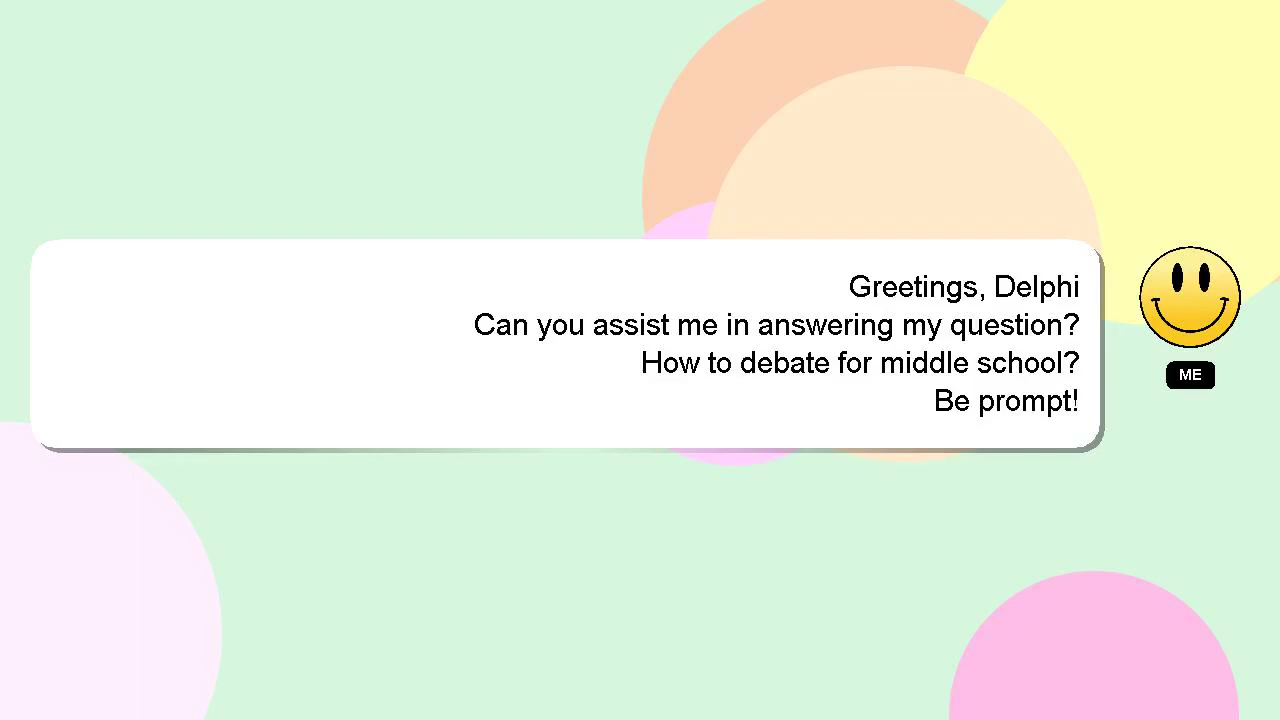 Greetings, Delphi
Can you assist me in answering my question?
How to debate for middle school?
Be prompt!
ME